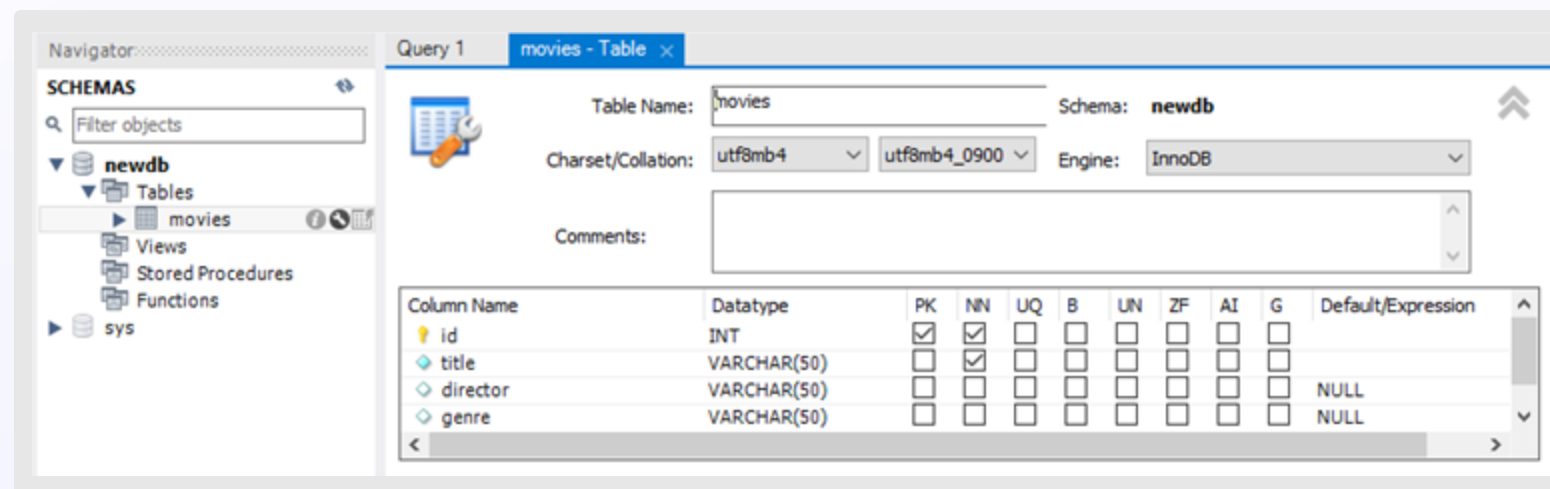 Navigator
Query 1
movies - Table
SCHEMAS
Filter objects
newdb
Tables
movies
Views
Stored Procedures
Functions
sys
Table Name: movies Schema: newdb
Charset/Collation: utf8mb4 utf8mb4_0900 Engine: InnoDB
Comments:
Column Name Datatype PK NN UQ B UN ZF AI G Default/Expression
id INT
title VARCHAR(50)
director VARCHAR(50) NULL
genre VARCHAR(50) NULL